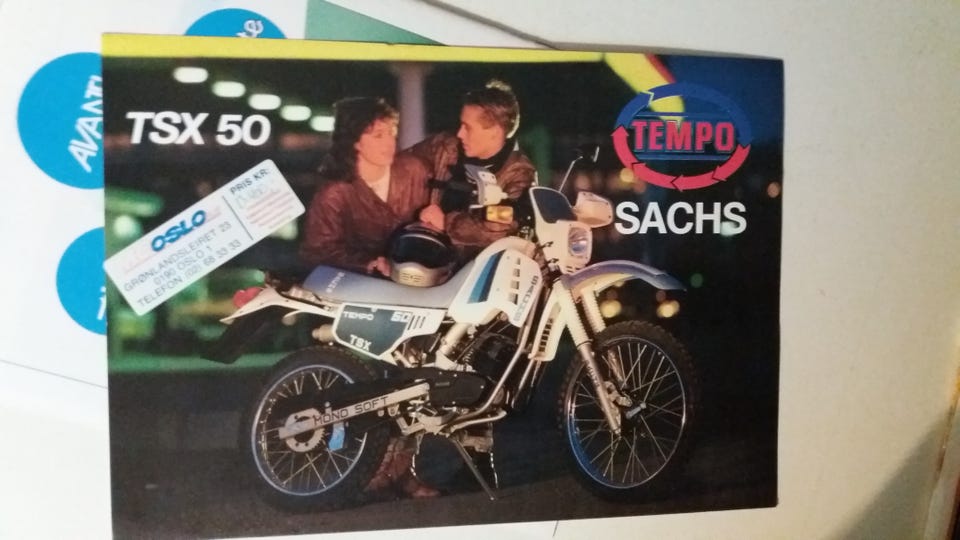 TSX 50
TEMPO
SACHS
PRIS KR:
OSLO
GRØNLANDSLEIRET 23
0190 OSLO 1
TELEFON (02) 68 33 33
TEMPO 50
TSX
SACHS
MONO SOFT